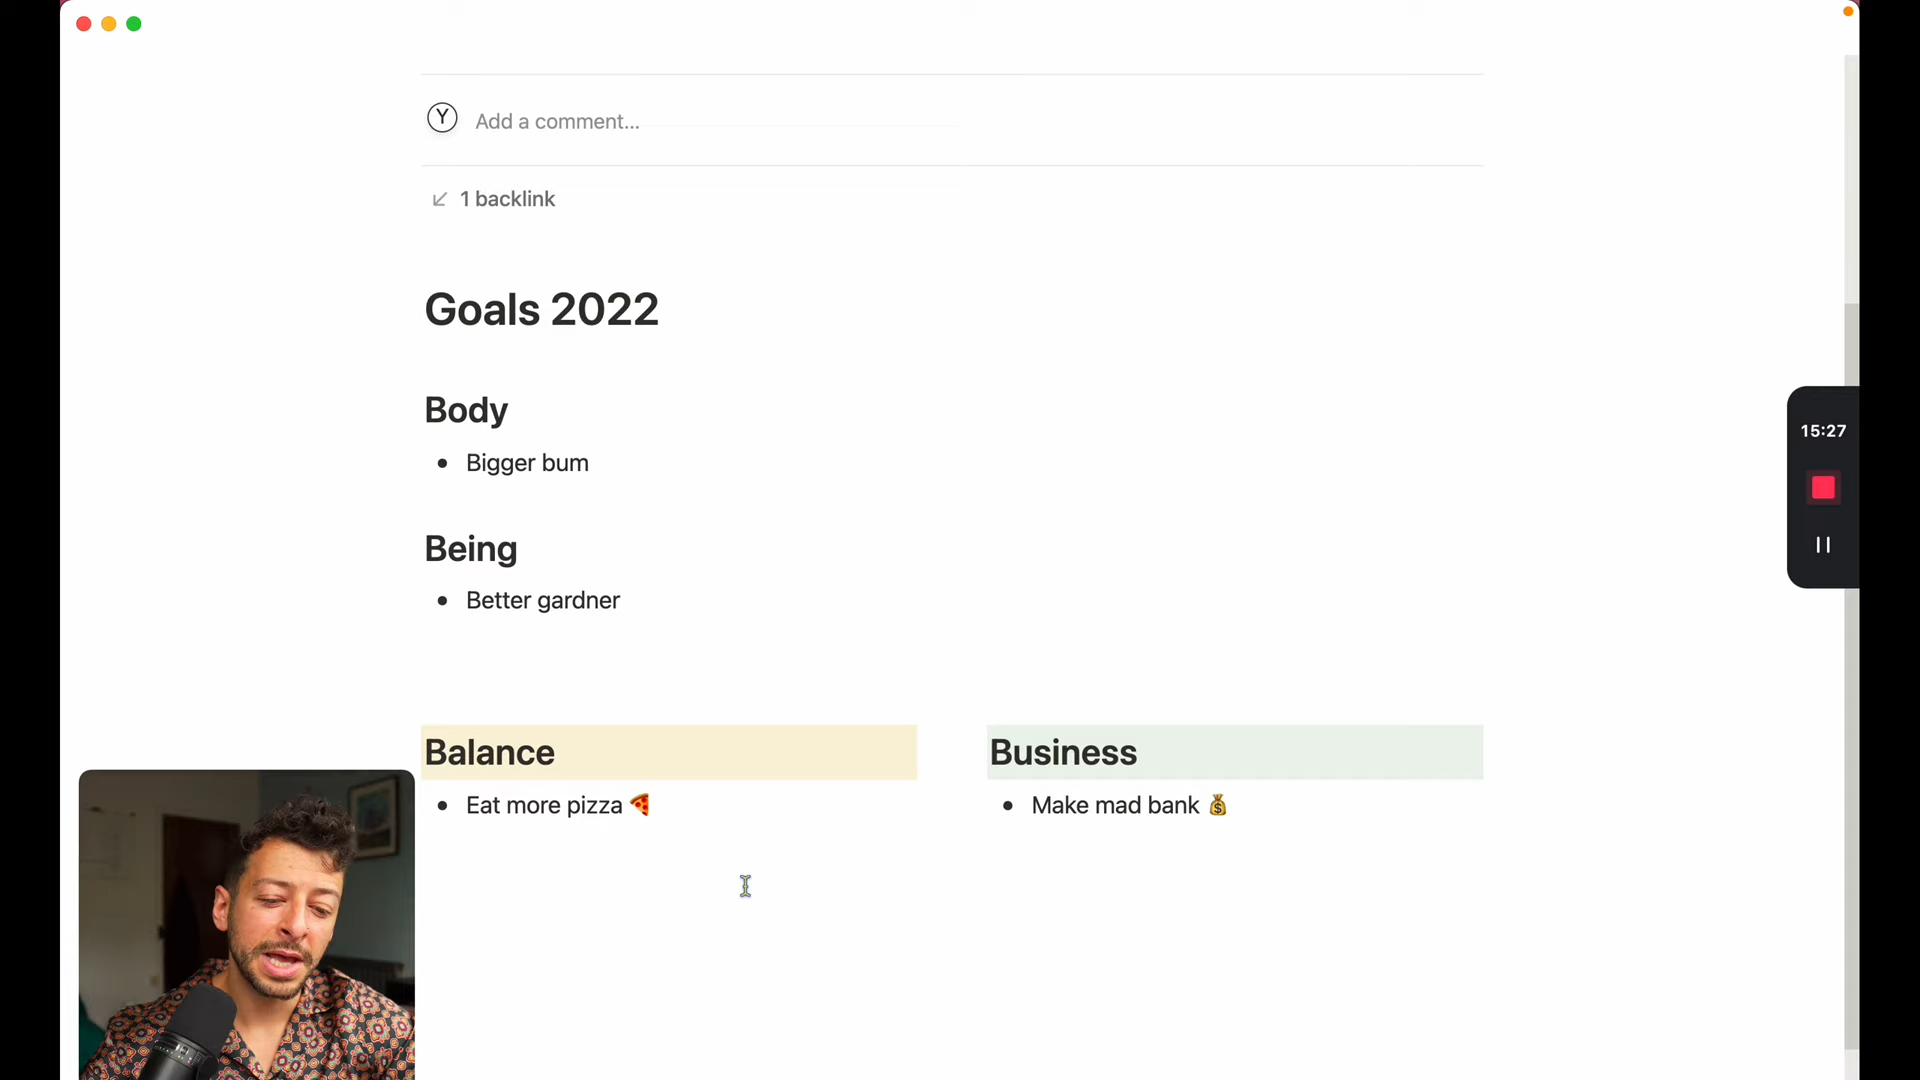 Y Add a comment...
1 backlink
Goals 2022
Body
• Bigger bum
Being
• Better gardner
Balance
• Eat more pizza 🍕
Business
• Make mad bank 💰
15:27